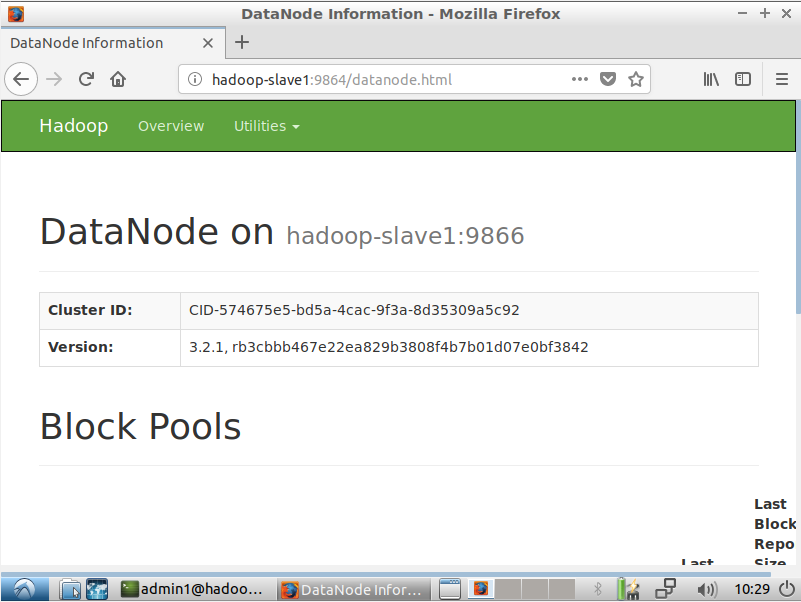 DataNode Information - Mozilla Firefox
DataNode Information
hadoop-slave1:9864/datanode.html
Hadoop Overview Utilities
DataNode on hadoop-slave1:9866
Cluster ID: CID-574675e5-bd5a-4cac-9f3a-8d35309a5c92
Version: 3.2.1, rb3cbbb467e22ea829b3808f4b7b01d07e0bf3842
Block Pools
Last
Block
Repo
Last Size
admin1@hadoo... DataNode Infor... 10:29